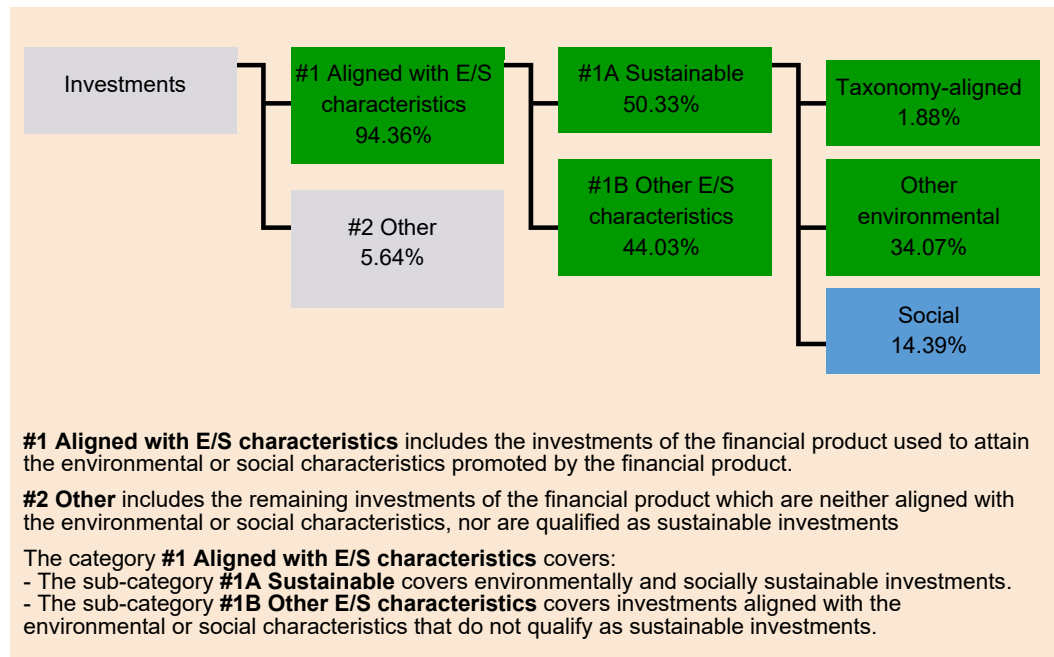 Investments
#1 Aligned with E/S
characteristics
94.36%
#2 Other
5.64%
#1A Sustainable
50.33%
#1B Other E/S
characteristics
44.03%
Taxonomy-aligned
1.88%
Other
environmental
34.07%
Social
14.39%
#1 Aligned with E/S characteristics includes the investments of the financial product used to attain
the environmental or social characteristics promoted by the financial product.
#2 Other includes the remaining investments of the financial product which are neither aligned with
the environmental or social characteristics, nor are qualified as sustainable investments
The category #1 Aligned with E/S characteristics covers:
- The sub-category #1A Sustainable covers environmentally and socially sustainable investments.
- The sub-category #1B Other E/S characteristics covers investments aligned with the
environmental or social characteristics that do not qualify as sustainable investments.